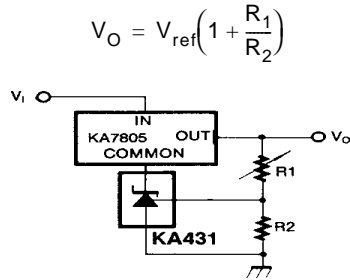 V_O = V_ref(1 + R_1/R_2)
V_I
IN
KA7805 OUT
COMMON
V_O
R1
KA431
R2